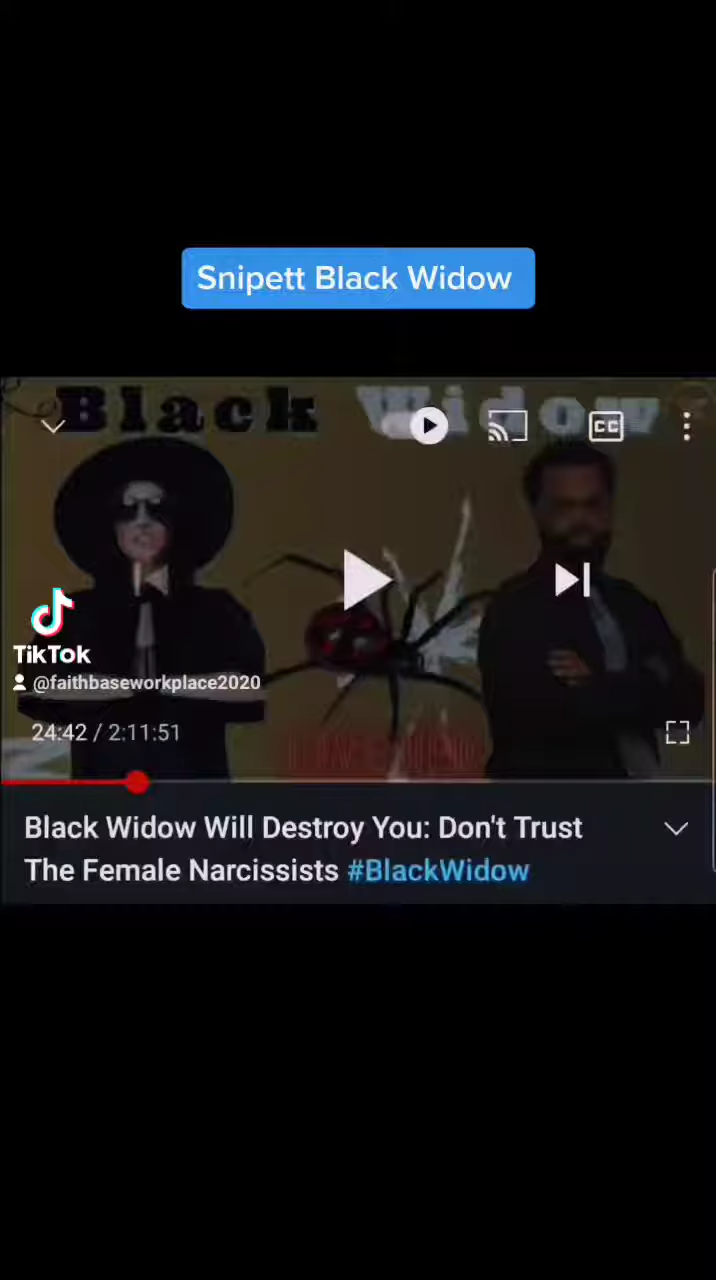 Snipett Black Widow
Black Widow
CC
TikTok
@faithbaseworkplace2020
24:42 / 2:11:51
Black Widow Will Destroy You: Don't Trust
The Female Narcissists #BlackWidow